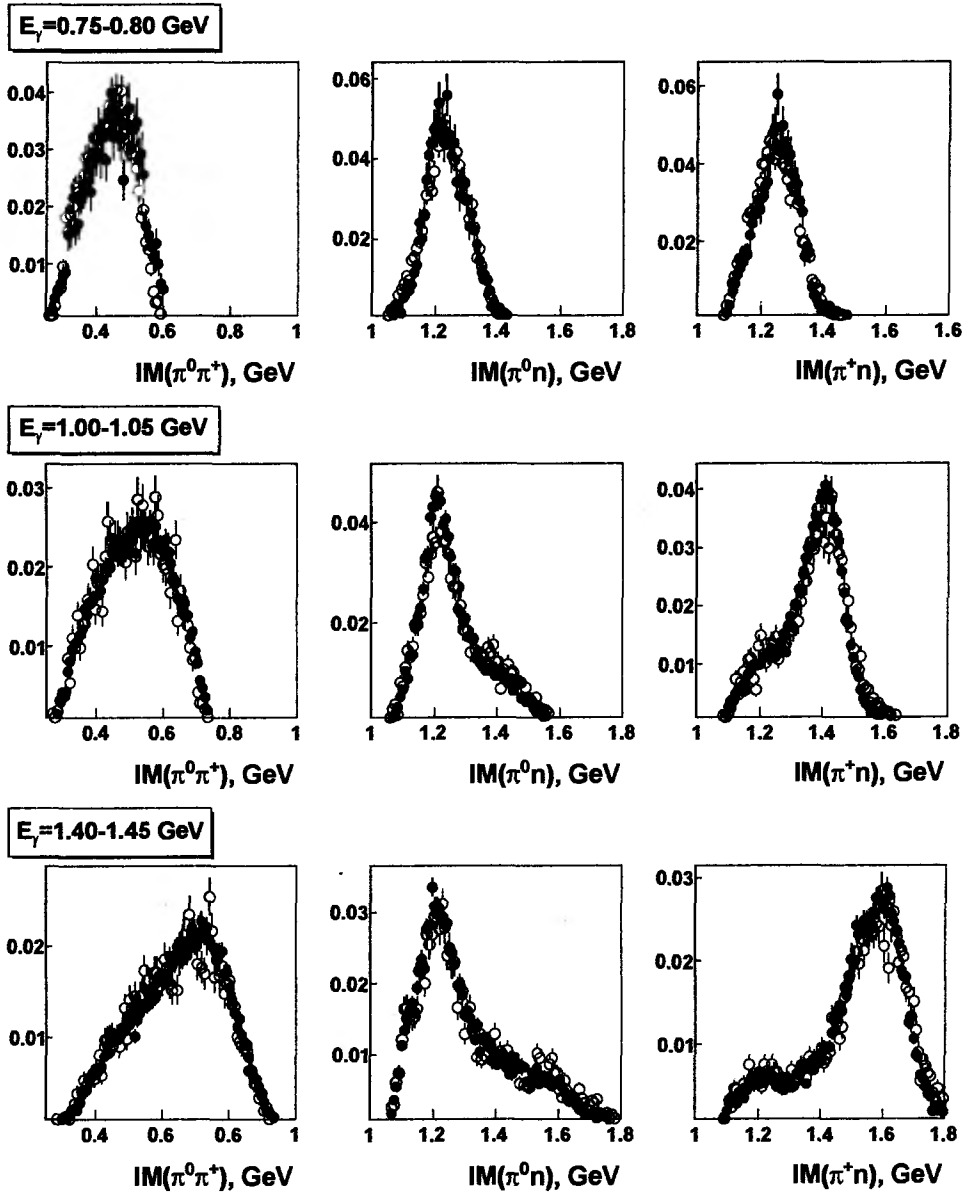 Eγ=0.75-0.80 GeV
0.04
0.03
0.02
0.01
0.4 0.6 0.8 1
IM(π⁰π⁺), GeV
0.06
0.04
0.02
1 1.2 1.4 1.6 1.8
IM(π⁰n), GeV
0.06
0.04
0.02
1 1.2 1.4 1.6 1.6
IM(π⁺n), GeV
Eγ=1.00-1.05 GeV
0.03
0.02
0.01
0.4 0.6 0.8 1
IM(π⁰π⁺), GeV
0.04
0.02
1 1.2 1.4 1.6 1.8
IM(π⁰n), GeV
0.04
0.03
0.02
0.01
1 1.2 1.4 1.6 1.8
IM(π⁺n), GeV
Eγ=1.40-1.45 GeV
0.02
0.01
0.4 0.6 0.8 1
IM(π⁰π⁺), GeV
0.03
0.02
0.01
1 1.2 1.4 1.6 1.8
IM(π⁰n), GeV
0.03
0.02
0.01
1 1.2 1.4 1.6 1.8
IM(π⁺n), GeV